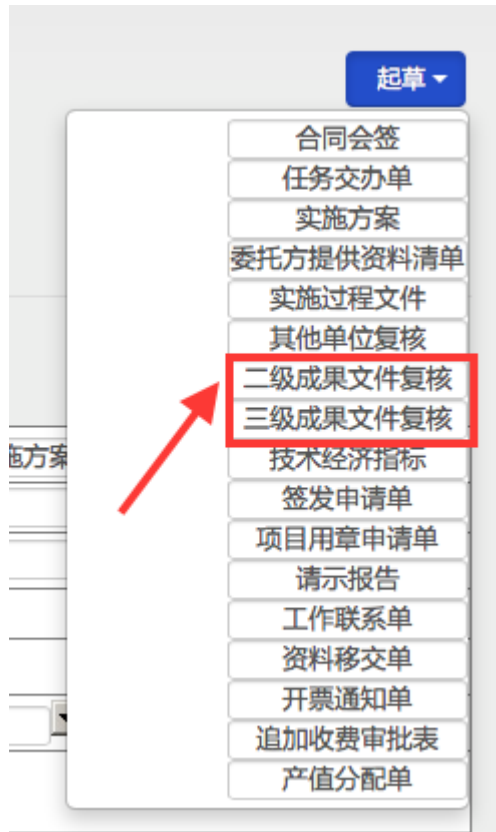 起草
合同会签
任务交办单
实施方案
委托方提供资料清单
实施过程文件
其他单位复核
二级成果文件复核
三级成果文件复核
施方案
技术经济指标
签发申请单
项目用章申请单
请示报告
工作联系单
资料移交单
开票通知单
追加收费审批表
产值分配单